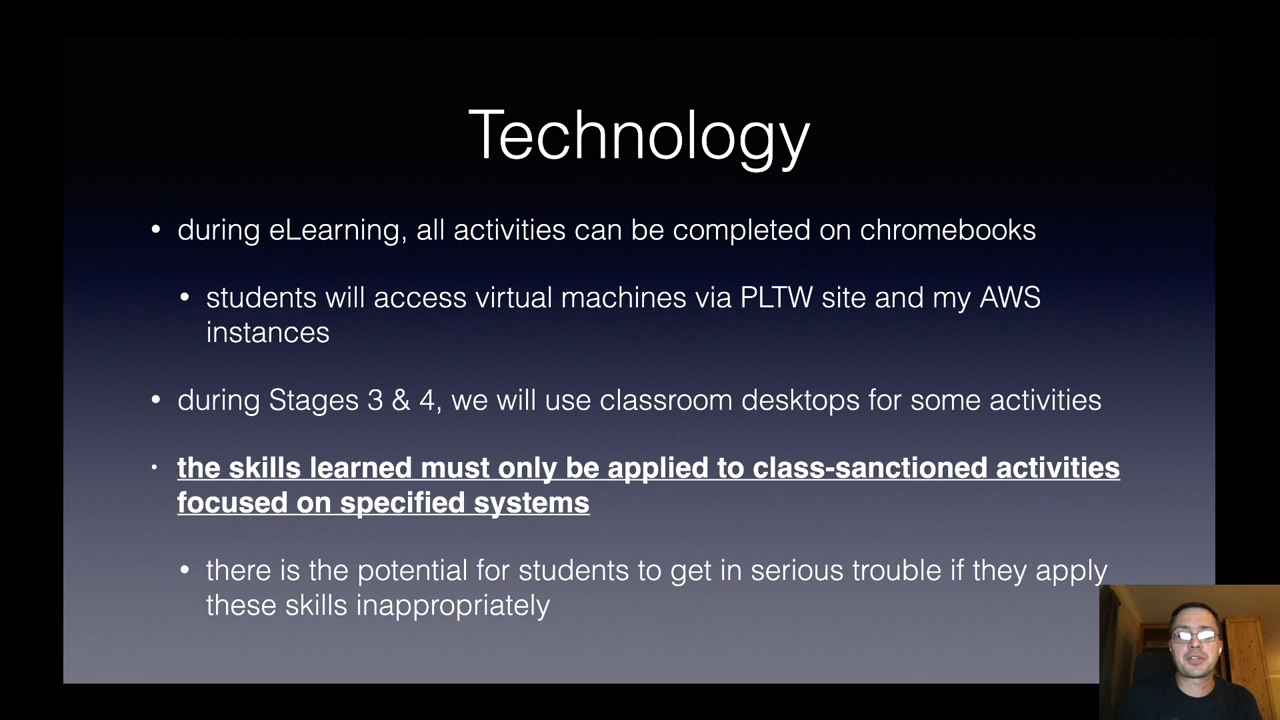 Technology
• during eLearning, all activities can be completed on chromebooks
• students will access virtual machines via PLTW site and my AWS
instances
• during Stages 3 & 4, we will use classroom desktops for some activities
• the skills learned must only be applied to class-sanctioned activities
focused on specified systems
• there is the potential for students to get in serious trouble if they apply
these skills inappropriately